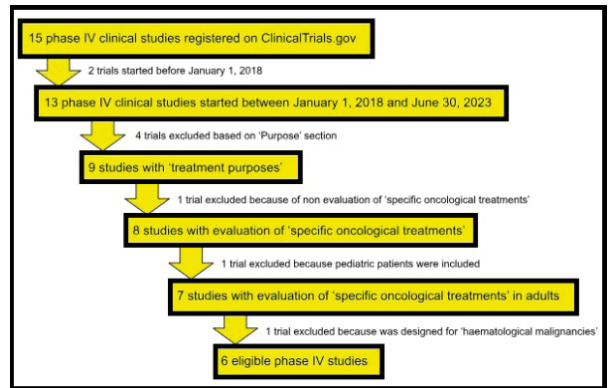 15 phase IV clinical studies registered on ClinicalTrials.gov
2 trials started before January 1, 2018
13 phase IV clinical studies started between January 1, 2018 and June 30, 2023
4 trials excluded based on ‘Purpose’ section
9 studies with ‘treatment purposes’
1 trial excluded because of non evaluation of ‘specific oncological treatments’
8 studies with evaluation of ‘specific oncological treatments’
1 trial excluded because pediatric patients were included
7 studies with evaluation of ‘specific oncological treatments’ in adults
1 trial excluded because was designed for ‘haematological malignancies’
6 eligible phase IV studies